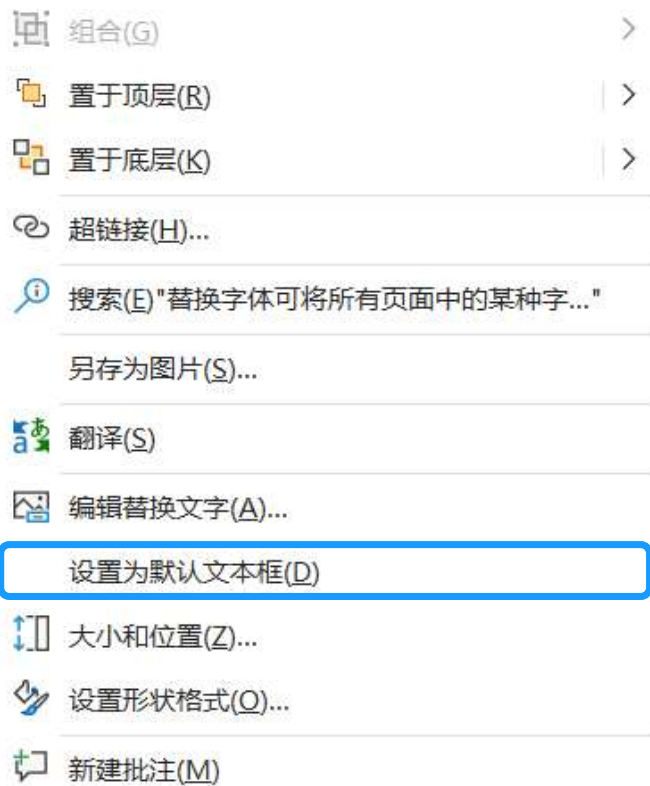 组合(G)
置于顶层(R)
置于底层(K)
超链接(H)...
搜索(E)"替换字体可将所有页面中的某种字..."
另存为图片(S)...
翻译(S)
编辑替换文字(A)...
设置为默认文本框(D)
大小和位置(Z)...
设置形状格式(O)...
新建批注(M)